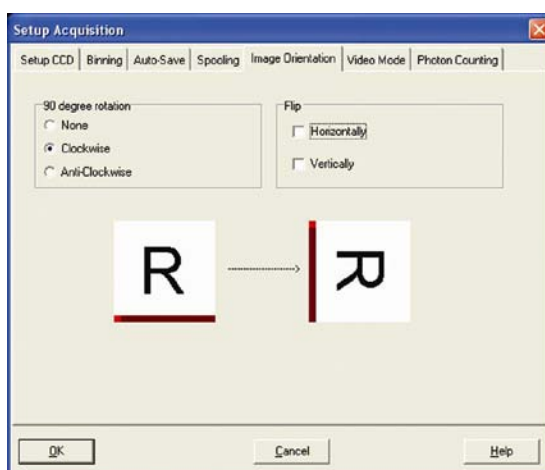 Setup Acquisition
Setup CCD Binning Auto-Save Spooling Image Orientation Video Mode Photon Counting
90 degree rotation
None
Clockwise
Anti-Clockwise
Flip
Horizontally
Vertically
R
R
OK Cancel Help